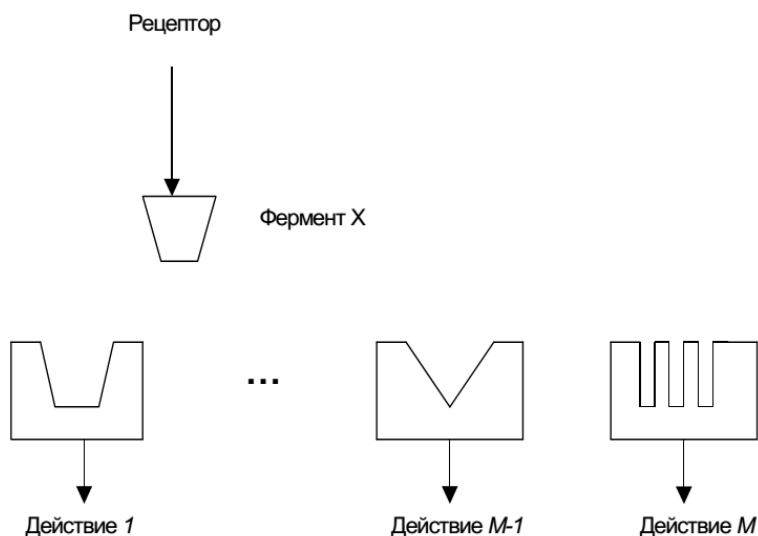 Рецептор
Фермент X
...
Действие 1
Действие M-1
Действие M